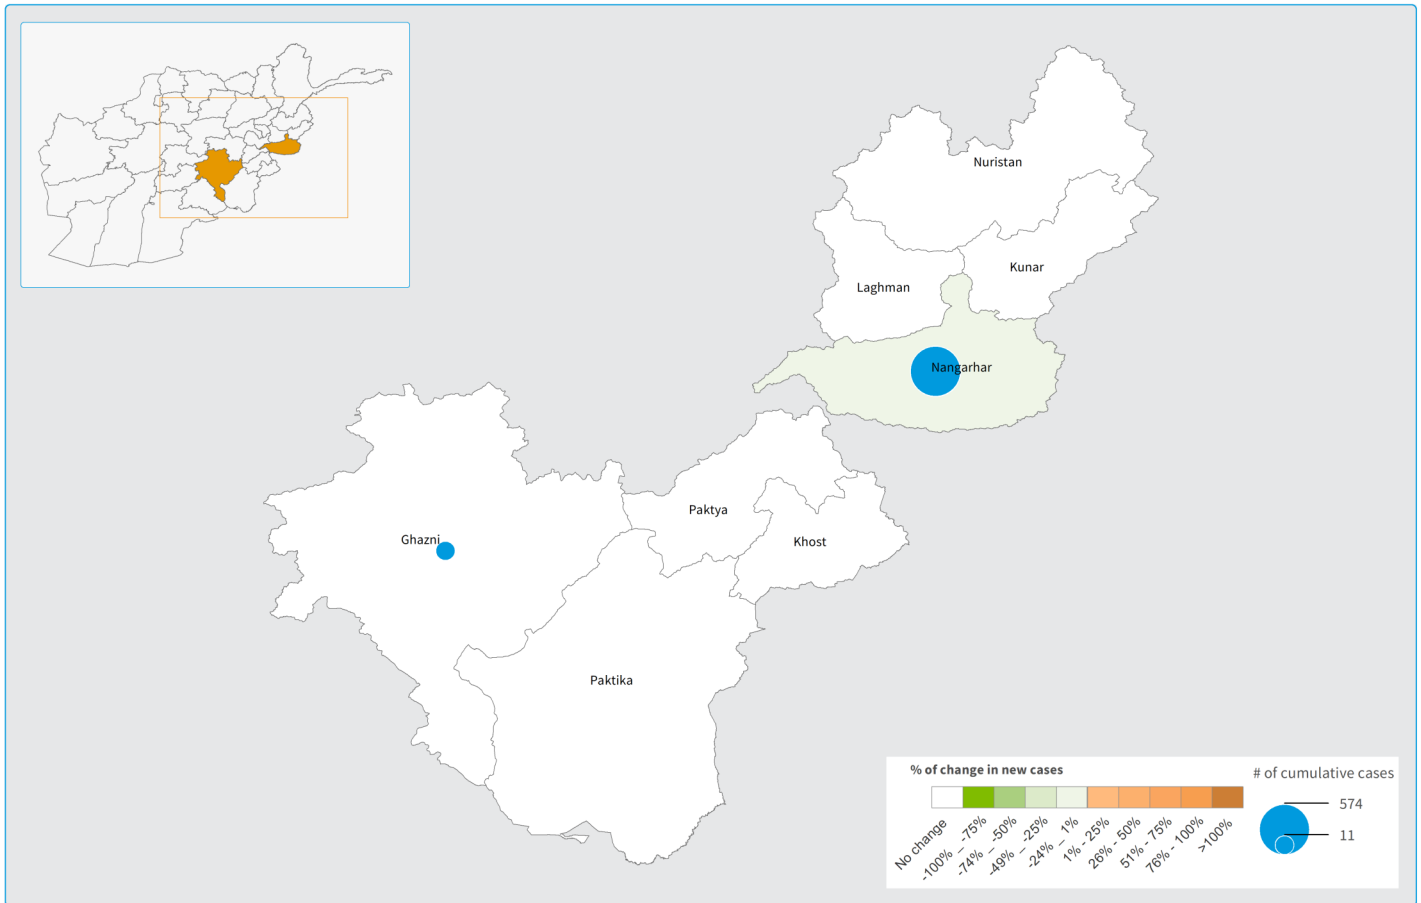 Nuristan
Kunar
Laghman
Nangarhar
Paktya
Ghazni
Khost
Paktika
% of change in new cases
# of cumulative cases
574
11
No change
-100% _ -75%
-74% _ -50%
-49% _ -25%
-24% _ 1%
1% - 25%
26% - 50%
51% - 75%
76% - 100%
>100%